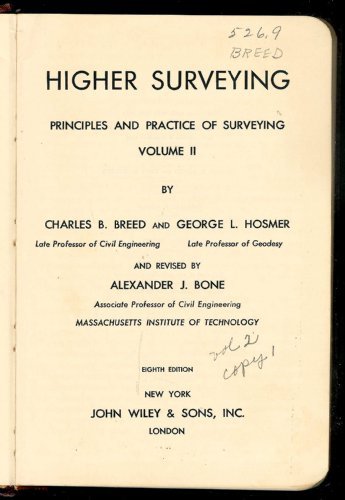 526.9
BREED
HIGHER SURVEYING
PRINCIPLES AND PRACTICE OF SURVEYING
VOLUME II
BY
CHARLES B. BREED AND GEORGE L. HOSMER
Late Professor of Civil Engineering Late Professor of Geodesy
AND REVISED BY
ALEXANDER J. BONE
Associate Professor of Civil Engineering
MASSACHUSETTS INSTITUTE OF TECHNOLOGY
vol 2
copy 1
EIGHTH EDITION
NEW YORK
JOHN WILEY & SONS, INC.
LONDON